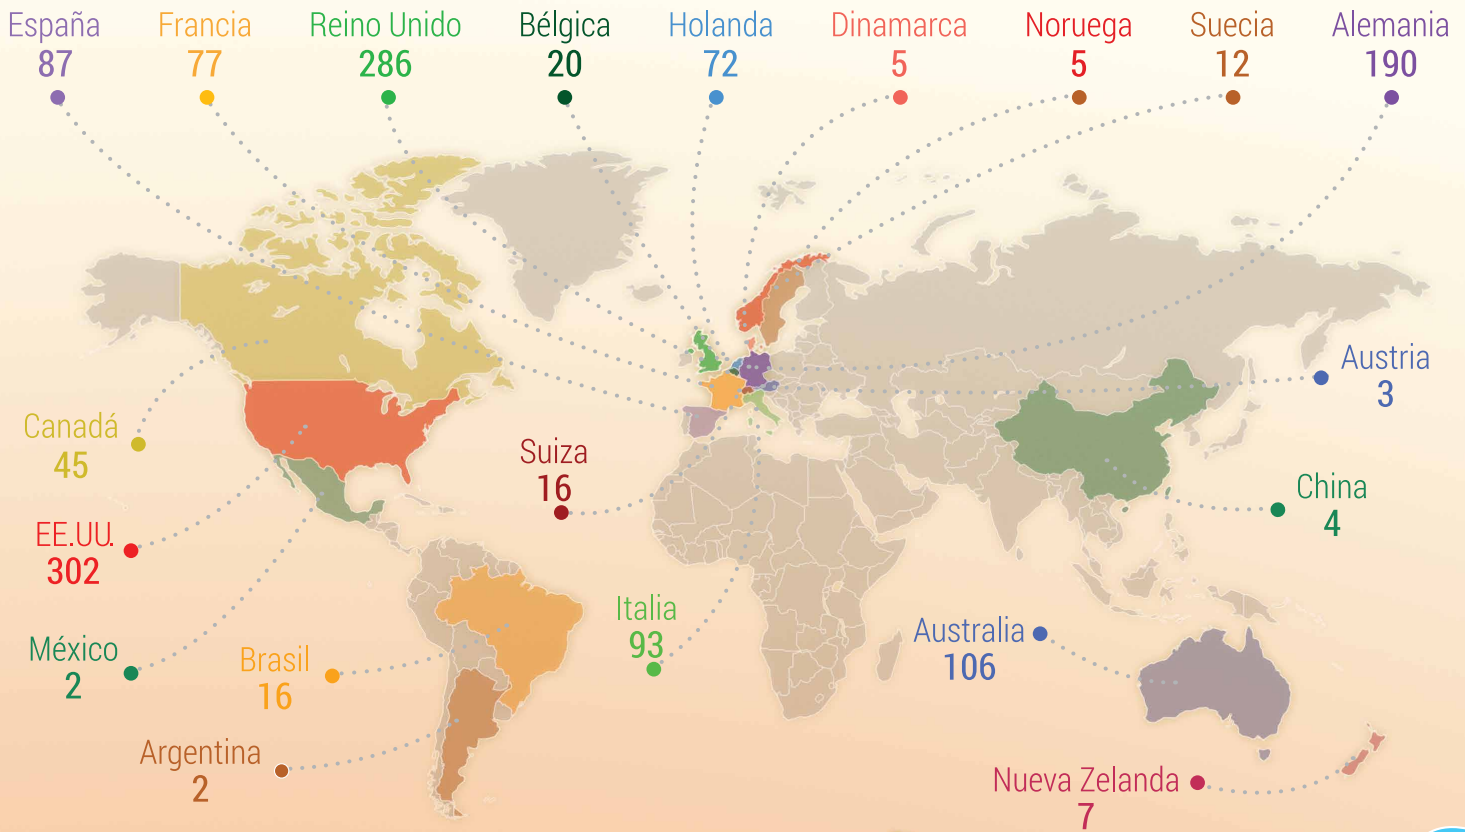 España
87
Francia
77
Reino Unido
286
Bélgica
20
Holanda
72
Dinamarca
5
Noruega
5
Suecia
12
Alemania
190
Austria
3
Canadá
45
Suiza
16
China
4
EE.UU.
302
Italia
93
Australia
106
México
2
Brasil
16
Argentina
2
Nueva Zelanda
7